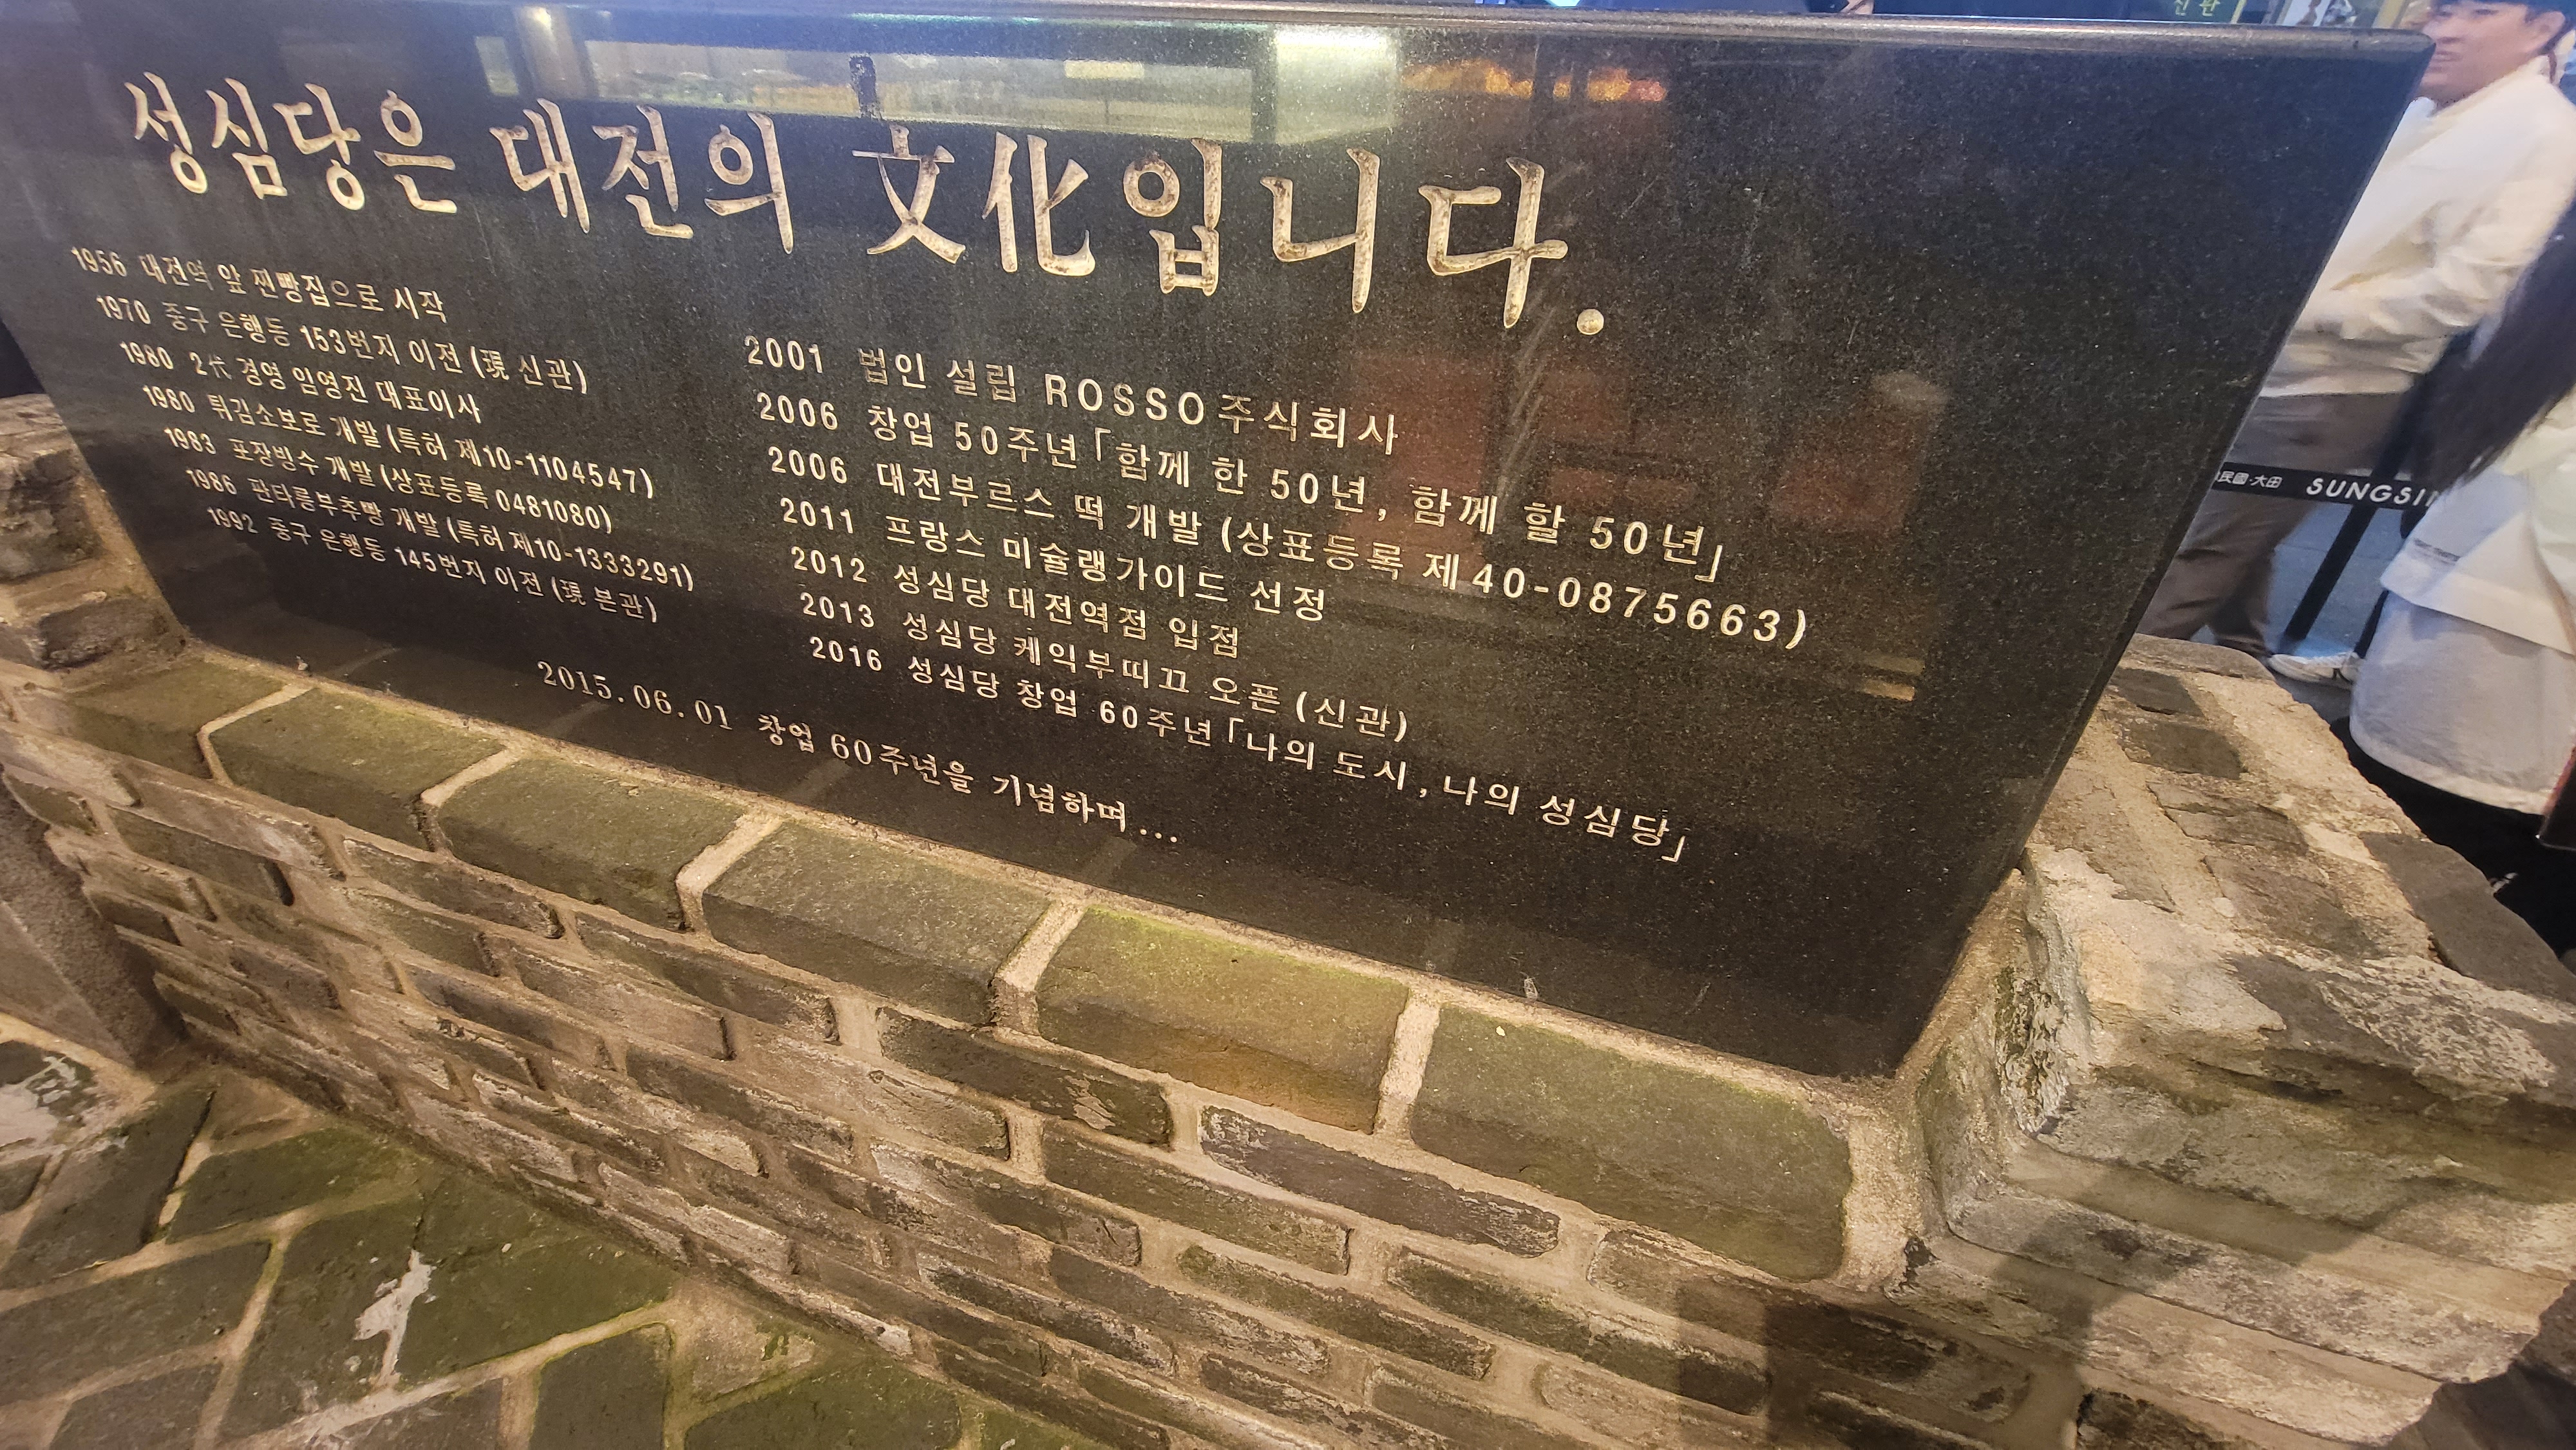 성심당은 대전의 文化입니다.
1956 대전역 앞 찐빵집으로 시작
1970 중구 은행동 153번지 이전 (現 신관)
1980 2代 경영 임영진 대표이사
1980 튀김소보로 개발 (특허 제10-1104547)
1983 포장빙수 개발 (상표등록 0481080)
1986 판타롱부추빵 개발 (특허 제10-1333291)
1992 중구 은행동 145번지 이전 (現 본관)
2001 법인 설립 ROSSO주식회사
2006 창업 50주년 「함께 한 50년, 함께 할 50년」
2006 대전부르스 떡 개발 (상표등록 제40-0875663)
2011 프랑스 미슐랭가이드 선정
2012 성심당 대전역점 입점
2013 성심당 케익부띠끄 오픈 (신관)
2016 성심당 창업 60주년 「나의 도시, 나의 성심당」
2015.06.01 창업 60주년을 기념하며...
民國·大田 SUNGSI